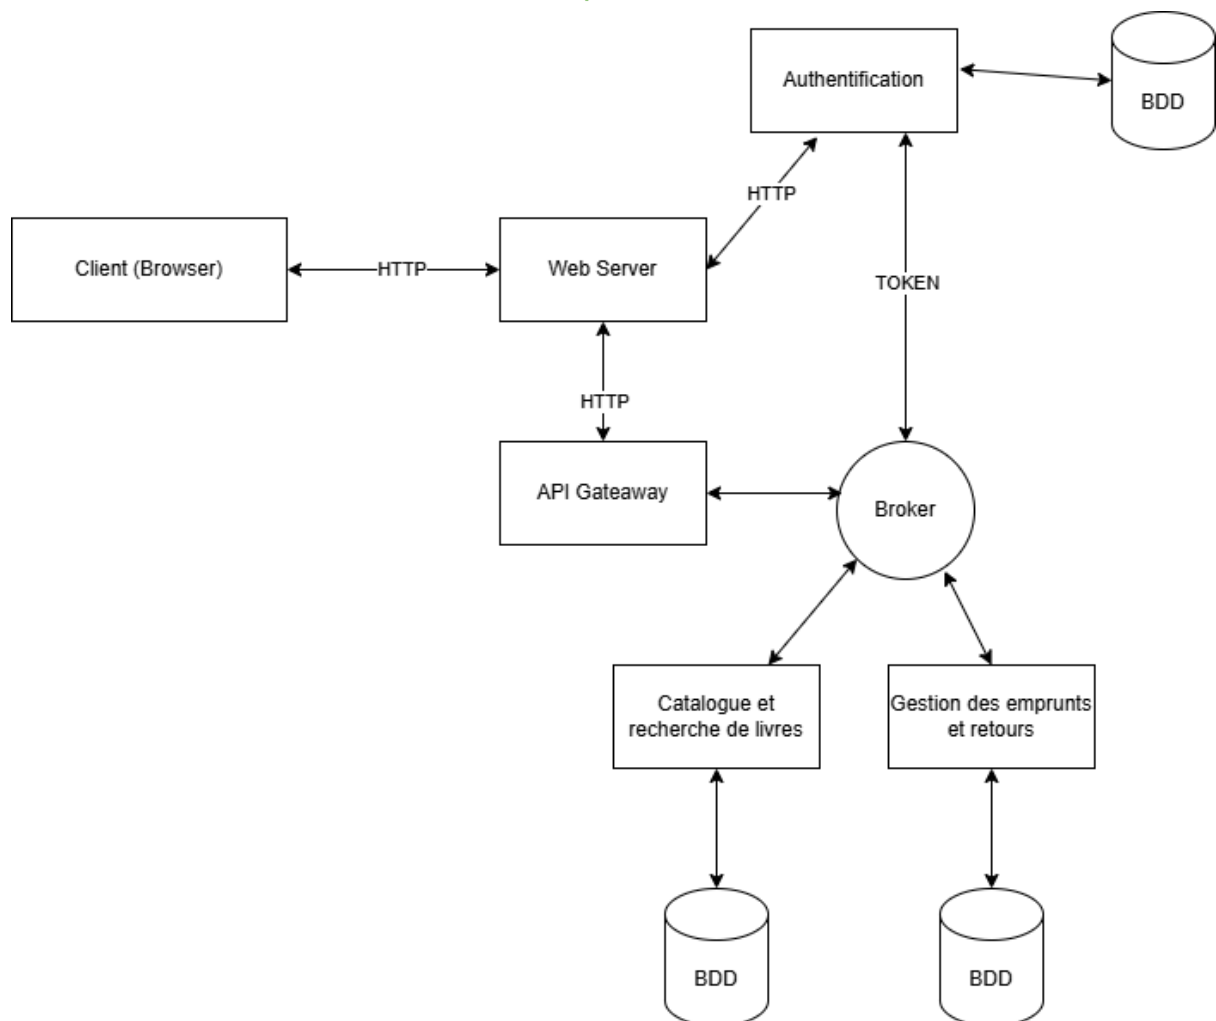 Authentification
BDD
HTTP
Client (Browser)
HTTP
Web Server
TOKEN
HTTP
API Gateaway
Broker
Catalogue et
recherche de livres
Gestion des emprunts
et retours
BDD
BDD